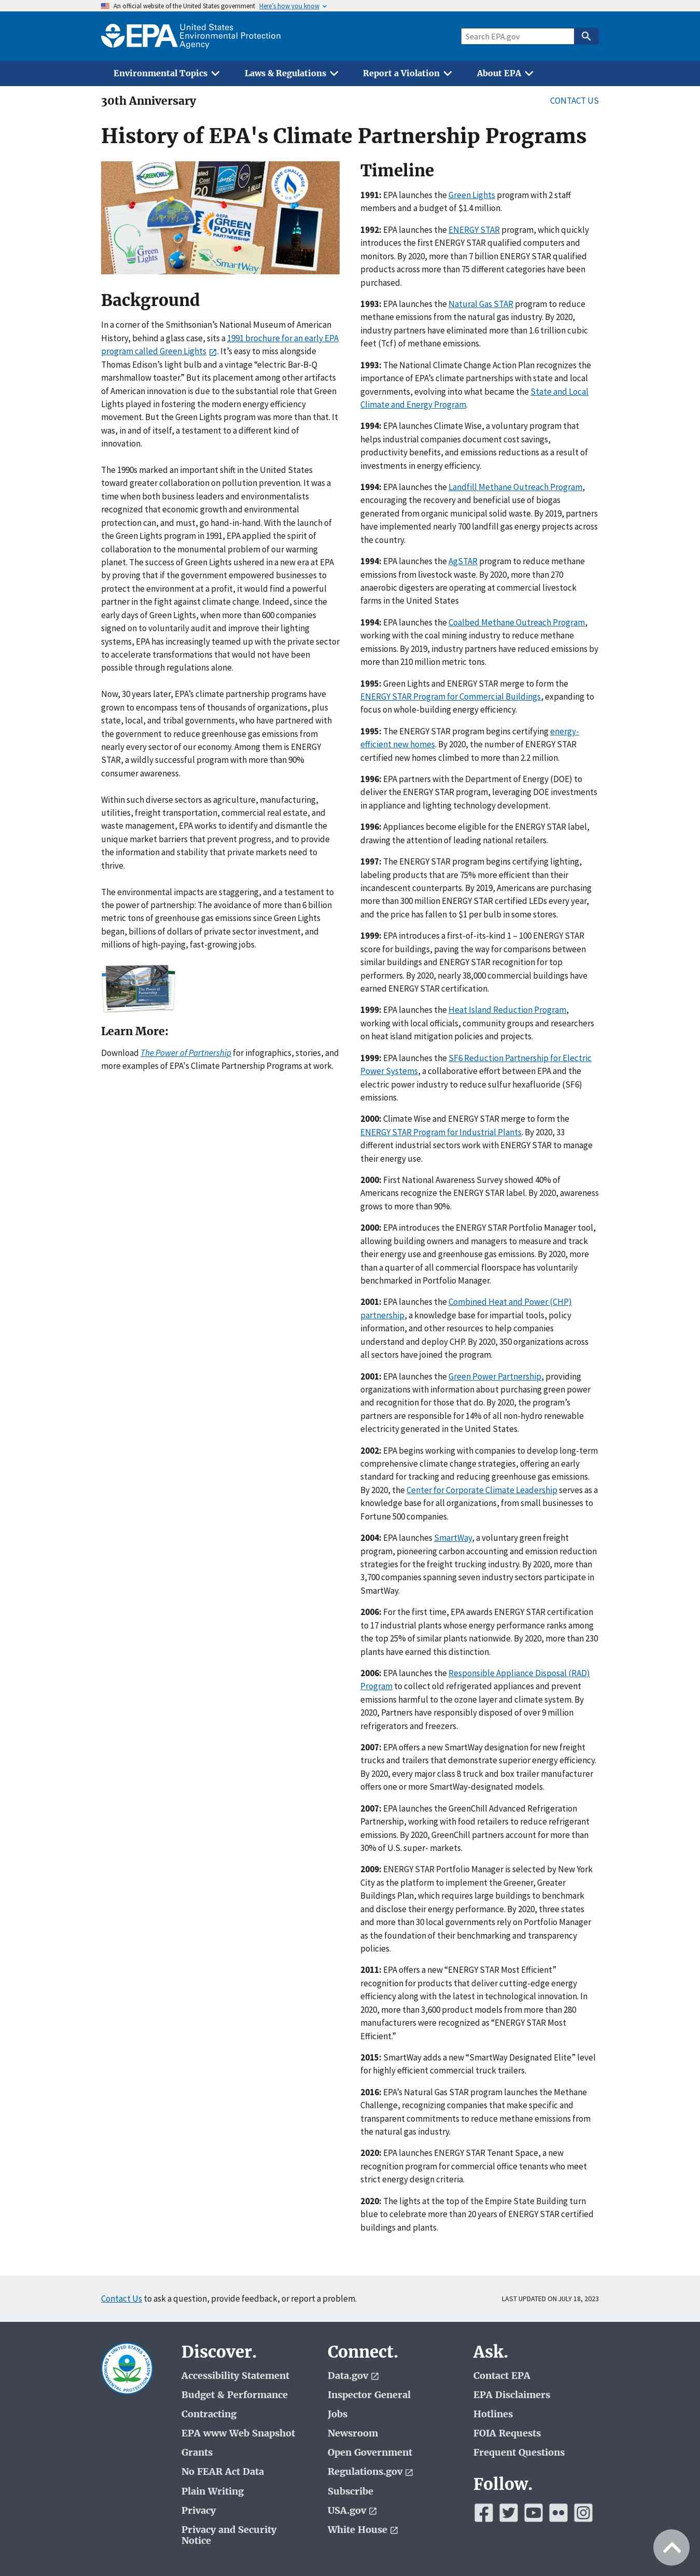 An official website of the United States government Here's how you know
EPA United States
Environmental Protection
Agency
Search EPA.gov
Environmental Topics
Laws & Regulations
Report a Violation
About EPA
30th Anniversary
CONTACT US
History of EPA's Climate Partnership Programs
GREENCHILL
METHANE CHALLENGE
Green Lights
EPA
GREEN
POWER
PARTNERSHIP
SmartWay
Background
In a corner of the Smithsonian’s National Museum of American
History, behind a glass case, sits a 1991 brochure for an early EPA
program called Green Lights. It’s easy to miss alongside
Thomas Edison’s light bulb and a vintage “electric Bar-B-Q
marshmallow toaster.” But its placement among other artifacts
of American innovation is due to the substantial role that Green
Lights played in fostering the modern energy efficiency
movement. But the Green Lights program was more than that. It
was, in and of itself, a testament to a different kind of
innovation.
The 1990s marked an important shift in the United States
toward greater collaboration on pollution prevention. It was a
time when both business leaders and environmentalists
recognized that economic growth and environmental
protection can, and must, go hand-in-hand. With the launch of
the Green Lights program in 1991, EPA applied the spirit of
collaboration to the monumental problem of our warming
planet. The success of Green Lights ushered in a new era at EPA
by proving that if the government empowered businesses to
protect the environment and their pockets, it would find a powerful
partner in the fight against climate change. Indeed, since the
early days of Green Lights, when more than 600 companies
signed on to voluntarily audit and improve their lighting
systems, EPA has increasingly teamed up with the private sector
to accelerate transformations that would not have been
possible through regulations alone.
Now, 30 years later, EPA’s climate partnership programs have
grown to encompass tens of thousands of organizations, plus
state, local, and tribal governments, who have partnered with
the government to reduce greenhouse gas emissions from
nearly every sector of our economy. Among them is ENERGY
STAR, a wildly successful program with more than 90%
consumer awareness.
Within such diverse sectors as agriculture, manufacturing,
utilities, freight transportation, commercial real estate, and
waste management, EPA works to identify and dismantle the
unique market barriers that prevent progress, and to provide
the information and stability that private markets need to
thrive.
The environmental impacts are staggering, and a testament to
the power of partnership: The avoidance of more than 6 billion
metric tons of greenhouse gas emissions since Green Lights
began, billions of dollars of private sector investment, and
millions of high-paying, fast-growing jobs.
Learn More:
Download The Power of Partnership for infographics, stories, and
more examples of EPA's Climate Partnership Programs at work.
Timeline
1991: EPA launches the Green Lights program with 2 staff
members and a budget of $1.4 million.
1992: EPA launches the ENERGY STAR program, which quickly
introduces the first ENERGY STAR qualified computers and
monitors. By 2020, more than 7 billion ENERGY STAR qualified
products across more than 75 different categories have been
purchased.
1993: EPA launches the Natural Gas STAR program to reduce
methane emissions from the natural gas industry. By 2020,
industry partners have eliminated more than 1.6 trillion cubic
feet (Tcf) of methane emissions.
1993: The National Climate Change Action Plan recognizes the
importance of EPA’s climate partnerships with state and local
governments, evolving into what became the State and Local
Climate and Energy Program.
1994: EPA launches Climate Wise, a voluntary program that
helps industrial companies document cost savings,
productivity benefits, and emissions reductions as a result of
investments in energy efficiency.
1994: EPA launches the Landfill Methane Outreach Program,
encouraging the recovery and beneficial use of biogas
generated from organic municipal solid waste. By 2019, partners
have implemented nearly 700 landfill gas energy projects across
the country.
1994: EPA launches the AgSTAR program to reduce methane
emissions from livestock waste. By 2020, more than 270
anaerobic digesters are operating at commercial livestock
farms in the United States
1994: EPA launches the Coalbed Methane Outreach Program,
working with the coal mining industry to reduce methane
emissions. By 2019, industry partners have reduced emissions by
more than 210 million metric tons.
1995: Green Lights and ENERGY STAR merge to form the
ENERGY STAR Program for Commercial Buildings, expanding to
focus on whole-building energy efficiency.
1995: The ENERGY STAR program begins certifying energy-
efficient new homes. By 2020, the number of ENERGY STAR
certified new homes climbed to more than 2.2 million.
1996: EPA partners with the Department of Energy (DOE) to
deliver the ENERGY STAR program, leveraging DOE investments
in appliance and lighting technology development.
1996: Appliances become eligible for the ENERGY STAR label,
drawing the attention of leading national retailers.
1997: The ENERGY STAR program begins certifying lighting,
labeling products that are 75% more efficient than their
incandescent counterparts. By 2019, Americans are purchasing
more than 300 million ENERGY STAR certified LEDs every year,
and the price has fallen to $1 per bulb in some stores.
1999: EPA introduces a first-of-its-kind 1 – 100 ENERGY STAR
score for buildings, paving the way for comparisons between
similar buildings and ENERGY STAR recognition for top
performers. By 2020, nearly 38,000 commercial buildings have
earned ENERGY STAR certification.
1999: EPA launches the Heat Island Reduction Program,
working with local officials, community groups and researchers
on heat island mitigation policies and projects.
1999: EPA launches the SF6 Reduction Partnership for Electric
Power Systems, a collaborative effort between EPA and the
electric power industry to reduce sulfur hexafluoride (SF6)
emissions.
2000: Climate Wise and ENERGY STAR merge to form the
ENERGY STAR Program for Industrial Plants. By 2020, 33
different industrial sectors work with ENERGY STAR to manage
their energy use.
2000: First National Awareness Survey showed 40% of
Americans recognize the ENERGY STAR label. By 2020, awareness
grows to more than 90%.
2000: EPA introduces the ENERGY STAR Portfolio Manager tool,
allowing building owners and managers to measure and track
their energy use and greenhouse gas emissions. By 2020, more
than a quarter of all commercial floorspace has voluntarily
benchmarked in Portfolio Manager.
2001: EPA launches the Combined Heat and Power (CHP)
partnership, a knowledge base for impartial tools, policy
information, and other resources to help companies
understand and deploy CHP. By 2020, 350 organizations across
all sectors have joined the program.
2001: EPA launches the Green Power Partnership, providing
organizations with information about purchasing green power
and recognition for those that do. By 2020, the program’s
partners are responsible for 14% of all non-hydro renewable
electricity generated in the United States.
2002: EPA begins working with companies to develop long-term
comprehensive climate change strategies, offering an early
standard for tracking and reducing greenhouse gas emissions.
By 2020, the Center for Corporate Climate Leadership serves as a
knowledge base for all organizations, from small businesses to
Fortune 500 companies.
2004: EPA launches SmartWay, a voluntary green freight
program, pioneering carbon accounting and emission reduction
strategies for the freight trucking industry. By 2020, more than
3,700 companies spanning seven industry sectors participate in
SmartWay.
2006: For the first time, EPA awards ENERGY STAR certification
to 17 industrial plants whose energy performance ranks among
the top 25% of similar plants nationwide. By 2020, more than 230
plants have earned this distinction.
2006: EPA launches the Responsible Appliance Disposal (RAD)
Program to collect old refrigerated appliances and prevent
emissions harmful to the ozone layer and climate system. By
2020, Partners have responsibly disposed of over 9 million
refrigerators and freezers.
2007: EPA offers a new SmartWay designation for new freight
trucks and trailers that demonstrate superior energy efficiency.
By 2020, every major class 8 truck and box trailer manufacturer
offers one or more SmartWay-designated models.
2007: EPA launches the GreenChill Advanced Refrigeration
Partnership, working with food retailers to reduce refrigerant
emissions. By 2020, GreenChill partners account for more than
30% of U.S. super- markets.
2009: ENERGY STAR Portfolio Manager is selected by New York
City as the platform to implement the Greener, Greater
Buildings Plan, which requires large buildings to benchmark
and disclose their energy performance. By 2020, three states
and more than 30 local governments rely on Portfolio Manager
as the foundation of their benchmarking and transparency
policies.
2011: EPA offers a new “ENERGY STAR Most Efficient”
recognition for products that deliver cutting-edge energy
efficiency along with the latest in technological innovation. In
2020, more than 3,600 product models from more than 280
manufacturers were recognized as “ENERGY STAR Most
Efficient.”
2015: SmartWay adds a new “SmartWay Designated Elite” level
for highly efficient commercial truck trailers.
2016: EPA’s Natural Gas STAR program launches the Methane
Challenge, recognizing companies that make specific and
transparent commitments to reduce methane emissions from
the natural gas industry.
2020: EPA launches ENERGY STAR Tenant Space, a new
recognition program for commercial office tenants who meet
strict energy design criteria.
2020: The lights at the top of the Empire State Building turn
blue to celebrate more than 20 years of ENERGY STAR certified
buildings and plants.
Contact Us to ask a question, provide feedback, or report a problem.
LAST UPDATED ON JULY 18, 2023
Discover.
Accessibility Statement
Budget & Performance
Contracting
EPA www Web Snapshot
Grants
No FEAR Act Data
Plain Writing
Privacy
Privacy and Security
Notice
Connect.
Data.gov
Inspector General
Jobs
Newsroom
Open Government
Regulations.gov
Subscribe
USA.gov
White House
Ask.
Contact EPA
EPA Disclaimers
Hotlines
FOIA Requests
Frequent Questions
Follow.